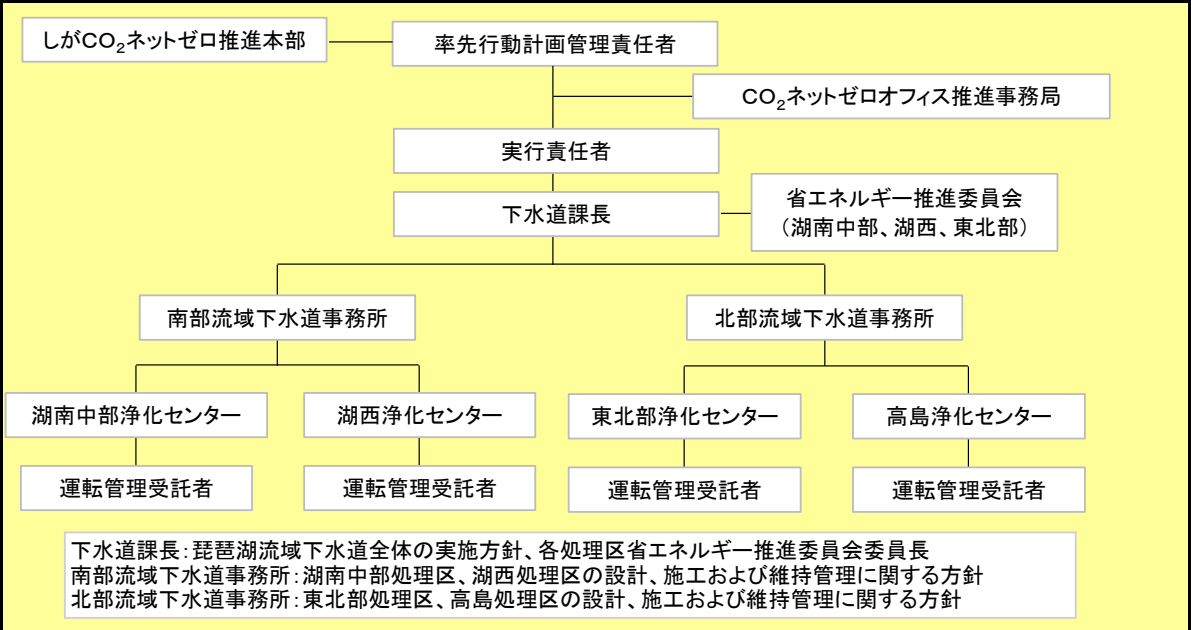 しがCO₂ネットゼロ推進本部
率先行動計画管理責任者
CO₂ネットゼロオフィス推進事務局
実行責任者
下水道課長
省エネルギー推進委員会
（湖南中部、湖西、東北部）
南部流域下水道事務所
北部流域下水道事務所
湖南中部浄化センター
湖西浄化センター
東北部浄化センター
高島浄化センター
運転管理受託者
運転管理受託者
運転管理受託者
運転管理受託者
下水道課長：琵琶湖流域下水道全体の実施方針、各処理区省エネルギー推進委員会委員長
南部流域下水道事務所：湖南中部処理区、湖西処理区の設計、施工および維持管理に関する方針
北部流域下水道事務所：東北部処理区、高島処理区の設計、施工および維持管理に関する方針